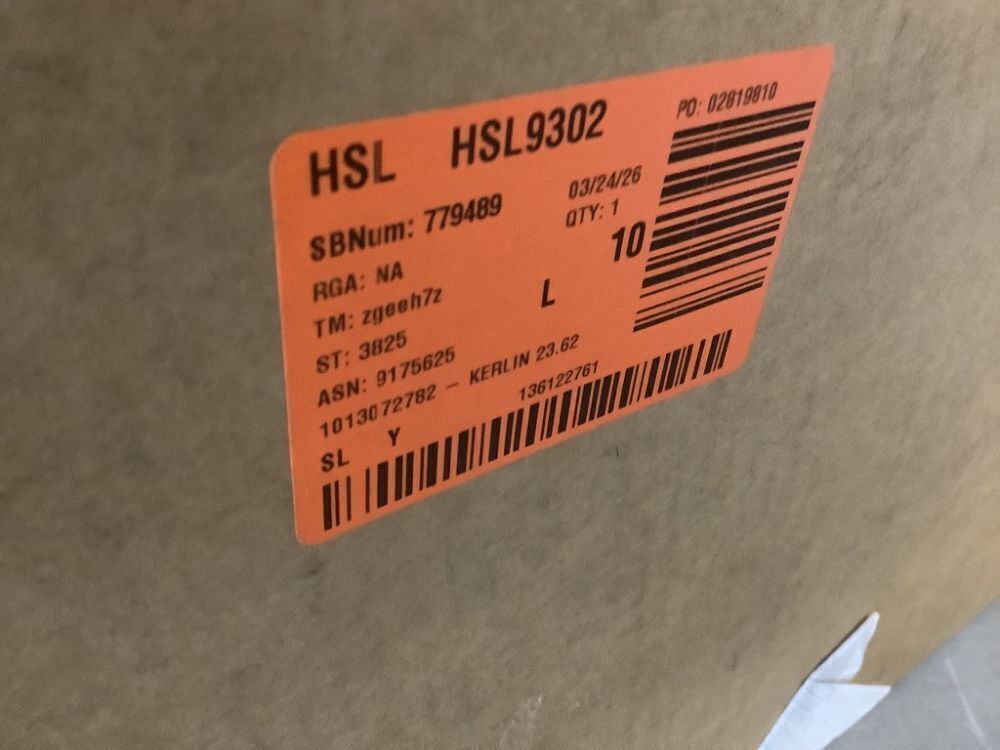 HSL HSL9302
PO: 02819810
SBNum: 779489
03/24/26
RGA: NA
QTY: 1
TM: zgeeh7z
L
10
ST: 3825
ASN: 9175625
1013072782 - KERLIN 23.62
SL Y
136122761